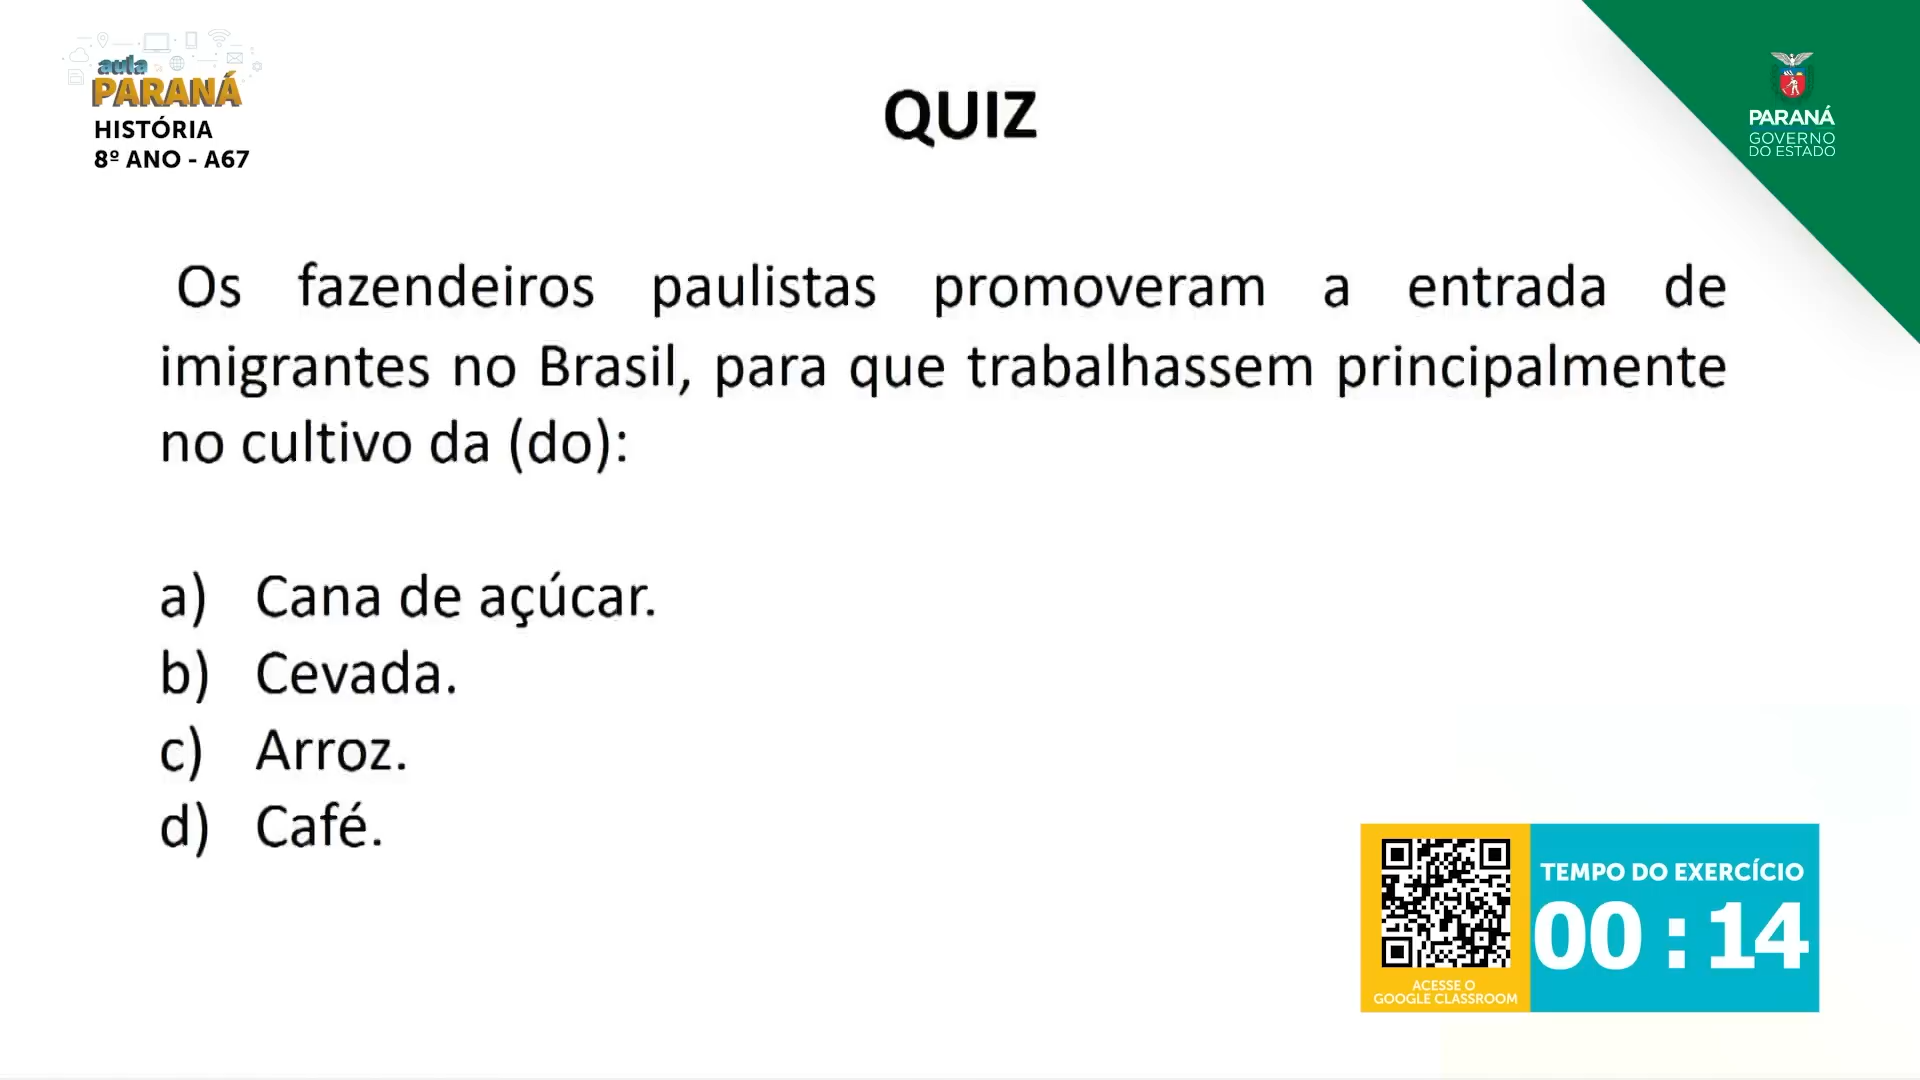 aula
PARANÁ
HISTÓRIA
8º ANO - A67
QUIZ
PARANÁ
GOVERNO
DO ESTADO
Os fazendeiros paulistas promoveram a entrada de
imigrantes no Brasil, para que trabalhassem principalmente
no cultivo da (do):
a) Cana de açúcar.
b) Cevada.
c) Arroz.
d) Café.
TEMPO DO EXERCÍCIO
00 : 14
ACESSE O
GOOGLE CLASSROOM